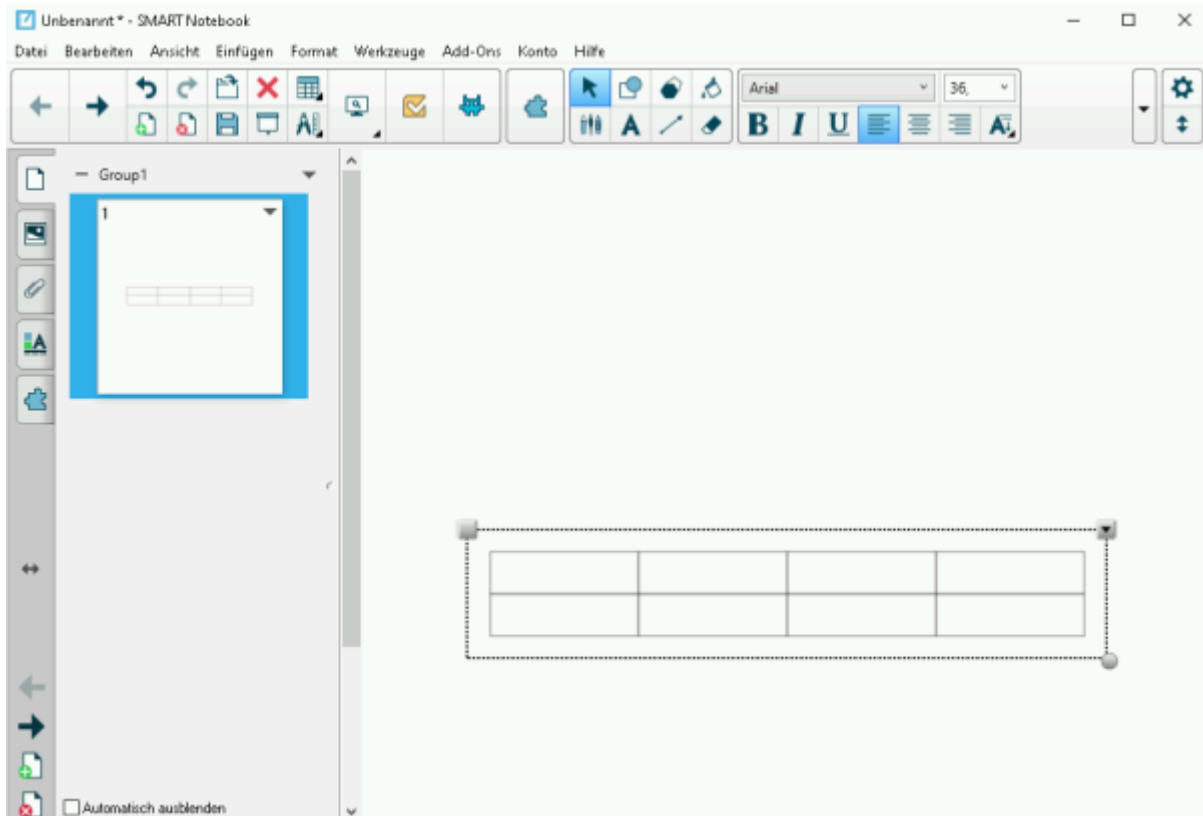 Unbenannt * - SMART Notebook
Datei Bearbeiten Ansicht Einfügen Format Werkzeuge Add-Ons Konto Hilfe
Arial 36,
A B I U A
Group1
1
A
Automatisch ausblenden